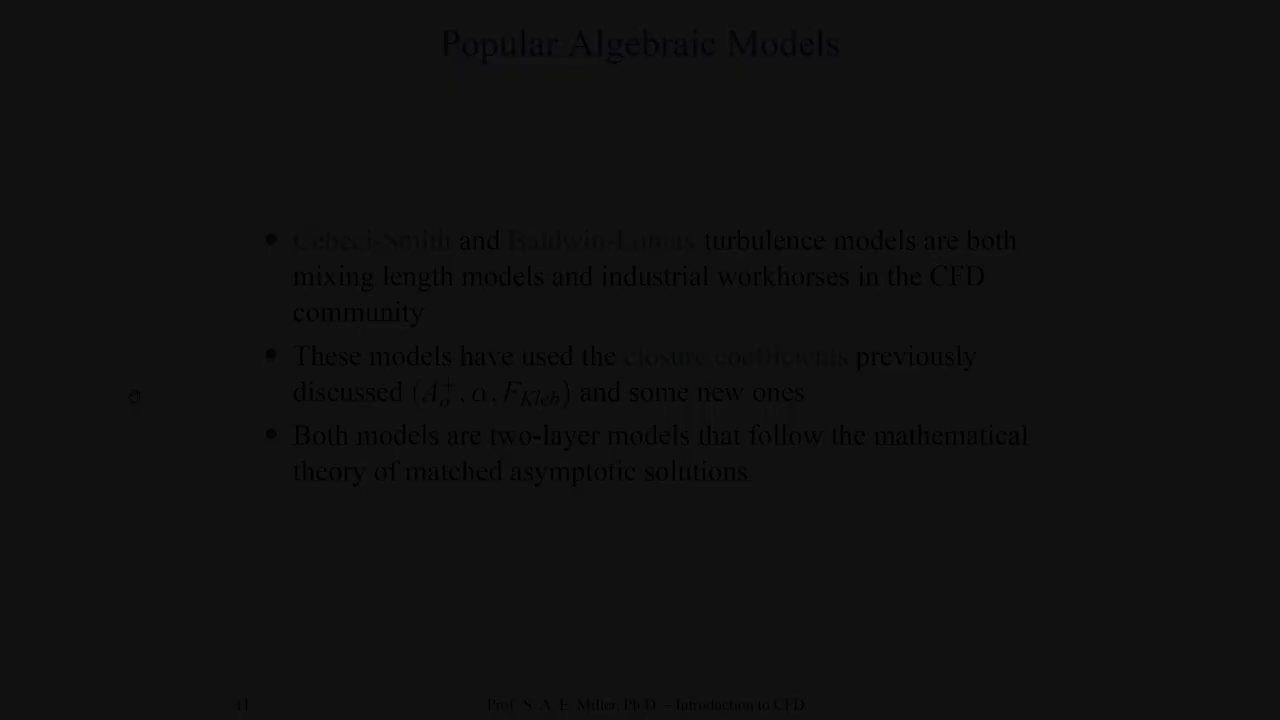 Popular Algebraic Models
• Cebeci-Smith and Baldwin-Lomax turbulence models are both
mixing length models and industrial workhorses in the CFD
community
• These models have used the closure coefficients previously
discussed (A_o^+, α, F_{Kleb}) and some new ones
• Both models are two-layer models that follow the mathematical
theory of matched asymptotic solutions
11 Prof. S. A. E. Miller, Ph.D. – Introduction to CFD